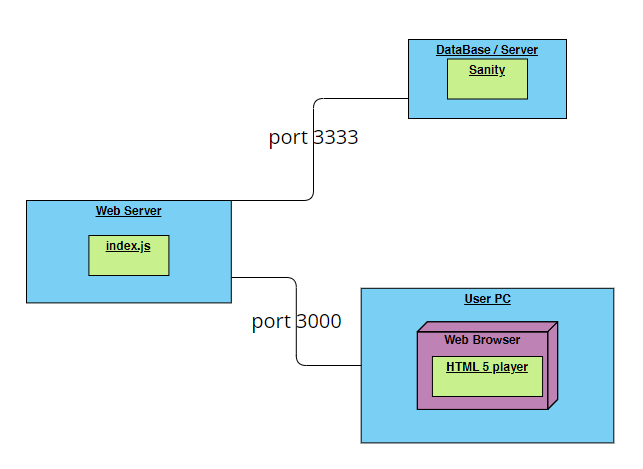 DataBase / Server
Sanity
port 3333
Web Server
index.js
port 3000
User PC
Web Browser
HTML 5 player